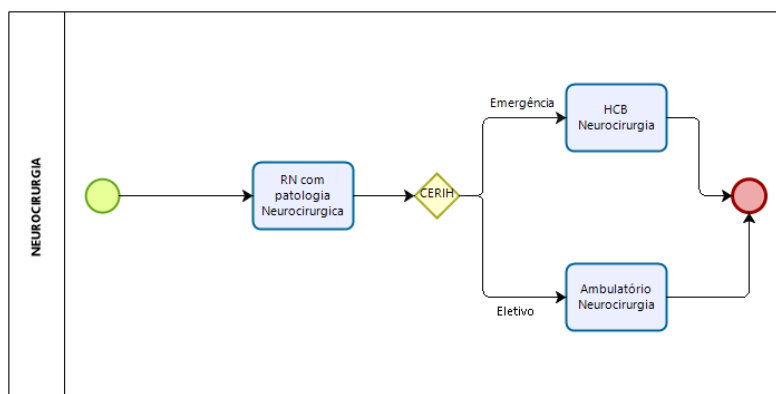 NEUROCIRURGIA
RN com
patologia
Neurocirurgica
CERIH
Emergência
HCB
Neurocirurgia
Eletivo
Ambulatório
Neurocirurgia